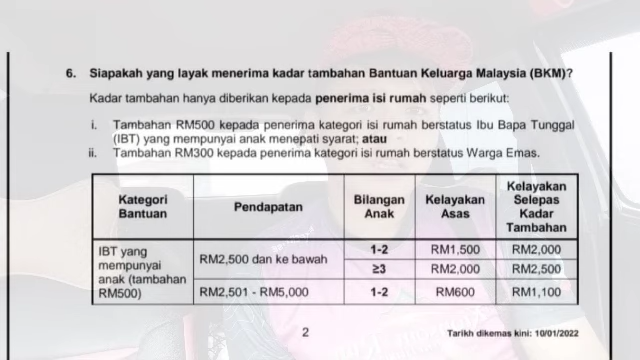 6. Siapakah yang layak menerima kadar tambahan Bantuan Keluarga Malaysia (BKM)?
Kadar tambahan hanya diberikan kepada penerima isi rumah seperti berikut:
i. Tambahan RM500 kepada penerima kategori isi rumah berstatus Ibu Bapa Tunggal
(IBT) yang mempunyai anak menepati syarat; atau
ii. Tambahan RM300 kepada penerima kategori isi rumah berstatus Warga Emas.
Kategori Bantuan Pendapatan Bilangan Anak Kelayakan Asas Kelayakan Selepas Kadar Tambahan
IBT yang mempunyai anak (tambahan RM500) RM2,500 dan ke bawah 1-2 RM1,500 RM2,000
≥3 RM2,000 RM2,500
RM2,501 - RM5,000 1-2 RM600 RM1,100
2
Tarikh dikemas kini: 10/01/2022